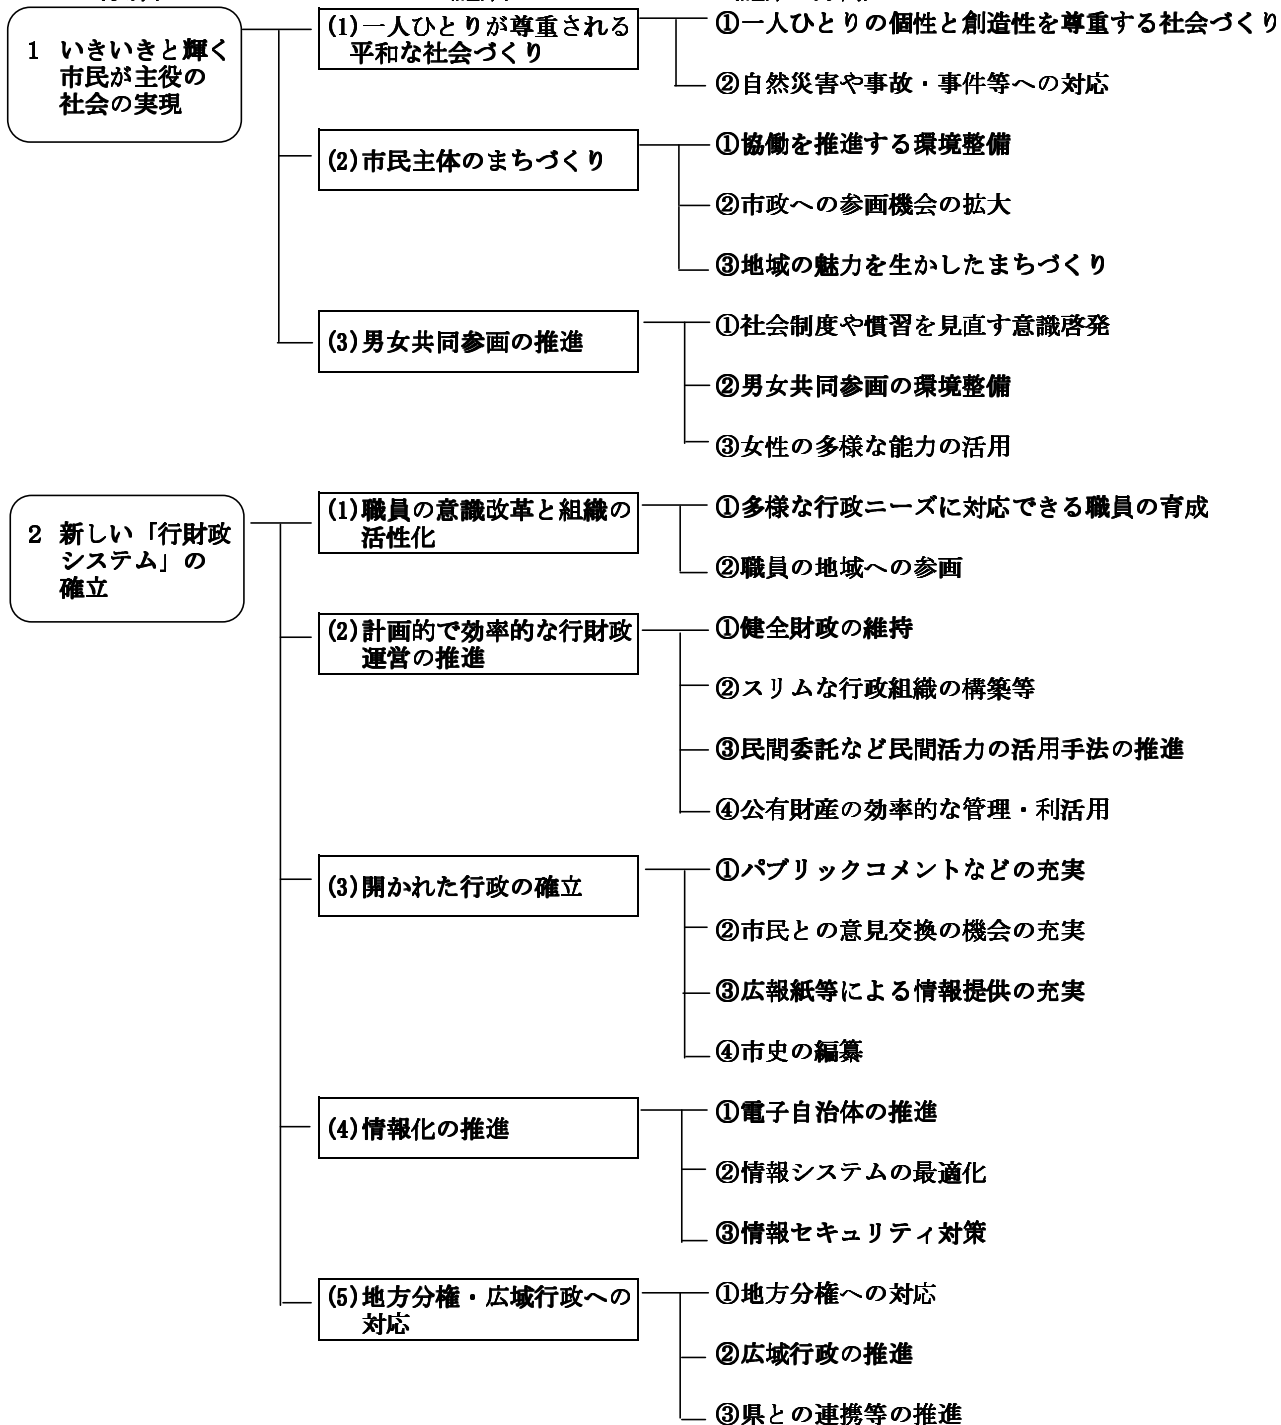 1 いきいきと輝く
市民が主役の
社会の実現
(1)一人ひとりが尊重される
平和な社会づくり
①一人ひとりの個性と創造性を尊重する社会づくり
②自然災害や事故・事件等への対応
(2)市民主体のまちづくり
①協働を推進する環境整備
②市政への参画機会の拡大
③地域の魅力を生かしたまちづくり
(3)男女共同参画の推進
①社会制度や慣習を見直す意識啓発
②男女共同参画の環境整備
③女性の多様な能力の活用
2 新しい「行財政
システム」の
確立
(1)職員の意識改革と組織の
活性化
①多様な行政ニーズに対応できる職員の育成
②職員の地域への参画
(2)計画的で効率的な行財政
運営の推進
①健全財政の維持
②スリムな行政組織の構築等
③民間委託など民間活力の活用手法の推進
④公有財産の効率的な管理・利活用
(3)開かれた行政の確立
①パブリックコメントなどの充実
②市民との意見交換の機会の充実
③広報紙等による情報提供の充実
④市史の編纂
(4)情報化の推進
①電子自治体の推進
②情報システムの最適化
③情報セキュリティ対策
(5)地方分権・広域行政への
対応
①地方分権への対応
②広域行政の推進
③県との連携等の推進